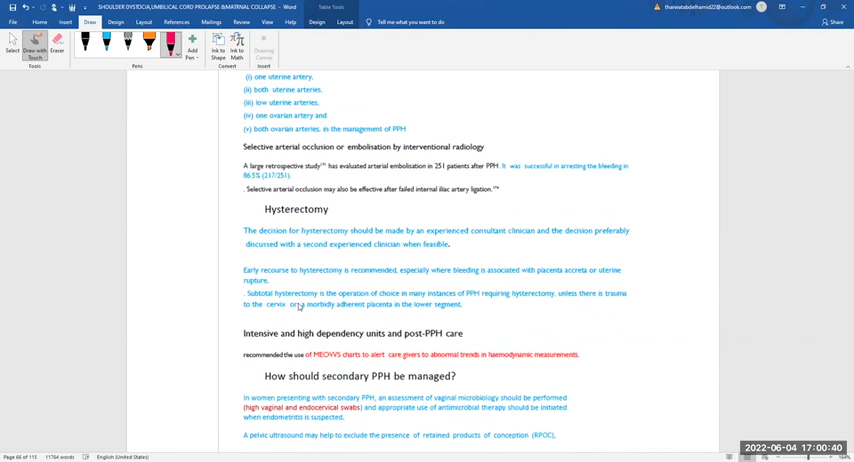 SHOULDER DYSTOCIA,UMBILICAL CORD PROLAPSE &MATERNAL COLLAPSE. - Word
Table Tools
tharwatabdelhamid22@outlook.com
File Home Insert Draw Design Layout References Mailings Review View Help Design Layout Tell me what you want to do Share
Select Draw with Touch Eraser Add Pen Ink to Shape Ink to Math Drawing Canvas
Tools Pens Convert Insert
(i) one uterine artery,
(ii) both uterine arteries,
(iii) low uterine arteries,
(iv) one ovarian artery and
(v) both ovarian arteries, in the management of PPH
Selective arterial occlusion or embolisation by interventional radiology
A large retrospective study has evaluated arterial embolisation in 251 patients after PPH. It was successful in arresting the bleeding in
86.5% (217/251).
. Selective arterial occlusion may also be effective after failed internal iliac artery ligation.
Hysterectomy
The decision for hysterectomy should be made by an experienced consultant clinician and the decision preferably
discussed with a second experienced clinician when feasible.
Early recourse to hysterectomy is recommended, especially where bleeding is associated with placenta accreta or uterine
rupture,
. Subtotal hysterectomy is the operation of choice in many instances of PPH requiring hysterectomy, unless there is trauma
to the cervix or a morbidly adherent placenta in the lower segment.
Intensive and high dependency units and post-PPH care
recommended the use of MEOWS charts to alert care givers to abnormal trends in haemodynamic measurements.
How should secondary PPH be managed?
In women presenting with secondary PPH, an assessment of vaginal microbiology should be performed
(high vaginal and endocervical swabs) and appropriate use of antimicrobial therapy should be initiated
when endometritis is suspected.
A pelvic ultrasound may help to exclude the presence of retained products of conception (RPOC),
2022-06-04 17:00:40
Page 66 of 115 11764 words English (United States) 164%